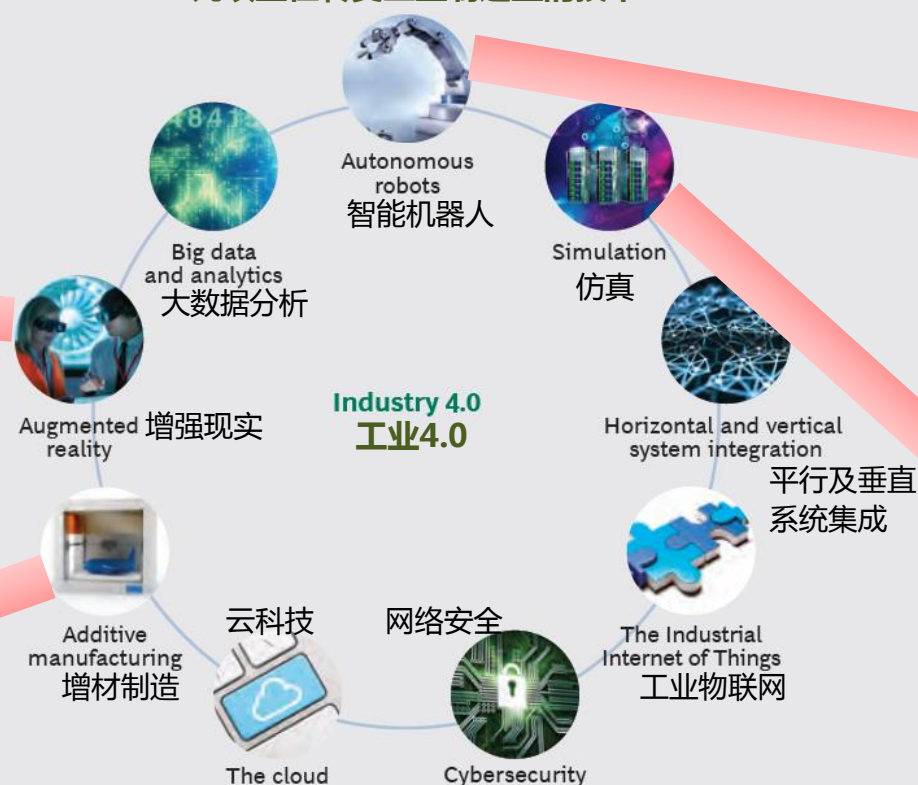 Autonomous
robots
智能机器人
Big data
and analytics
大数据分析
Simulation
仿真
Augmented
reality
增强现实
Industry 4.0
工业4.0
Horizontal and vertical
system integration
平行及垂直
系统集成
Additive
manufacturing
增材制造
云科技
The cloud
网络安全
Cybersecurity
The Industrial
Internet of Things
工业物联网